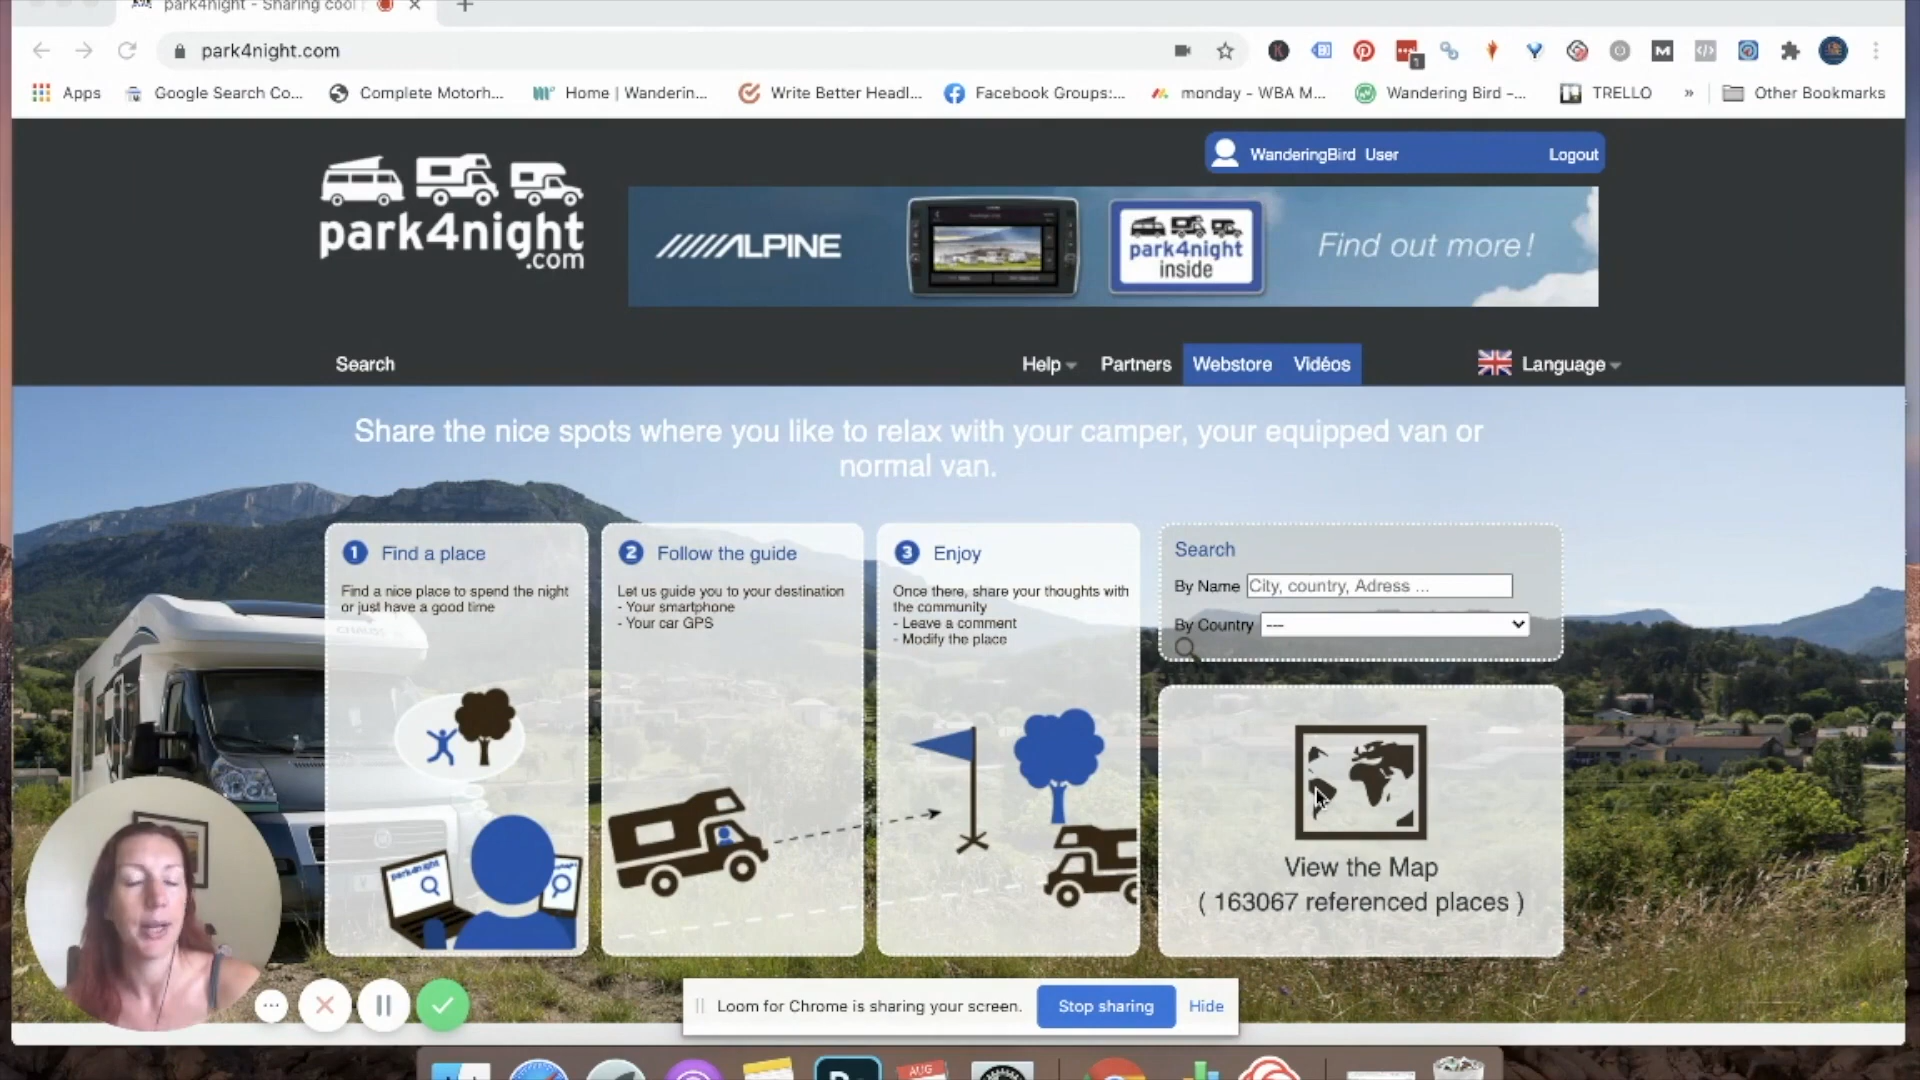 park4night - Sharing cool
park4night.com
1
Apps
Google Search Co...
Complete Motorh...
Home | Wanderin...
Write Better Headl...
Facebook Groups:...
monday - WBA M...
Wandering Bird –...
TRELLO
»
Other Bookmarks
park4night
.com
WanderingBird User
Logout
ALPINE
park4night
inside
Find out more!
Search
Help
Partners
Webstore
Vidéos
Language
Share the nice spots where you like to relax with your camper, your equipped van or
normal van.
1 Find a place
Find a nice place to spend the night
or just have a good time
park4night
2 Follow the guide
Let us guide you to your destination
- Your smartphone
- Your car GPS
3 Enjoy
Once there, share your thoughts with
the community
- Leave a comment
- Modify the place
Search
By Name City, country, Adress ...
By Country ---
View the Map
( 163067 referenced places )
Loom for Chrome is sharing your screen.
Stop sharing
Hide
AUG